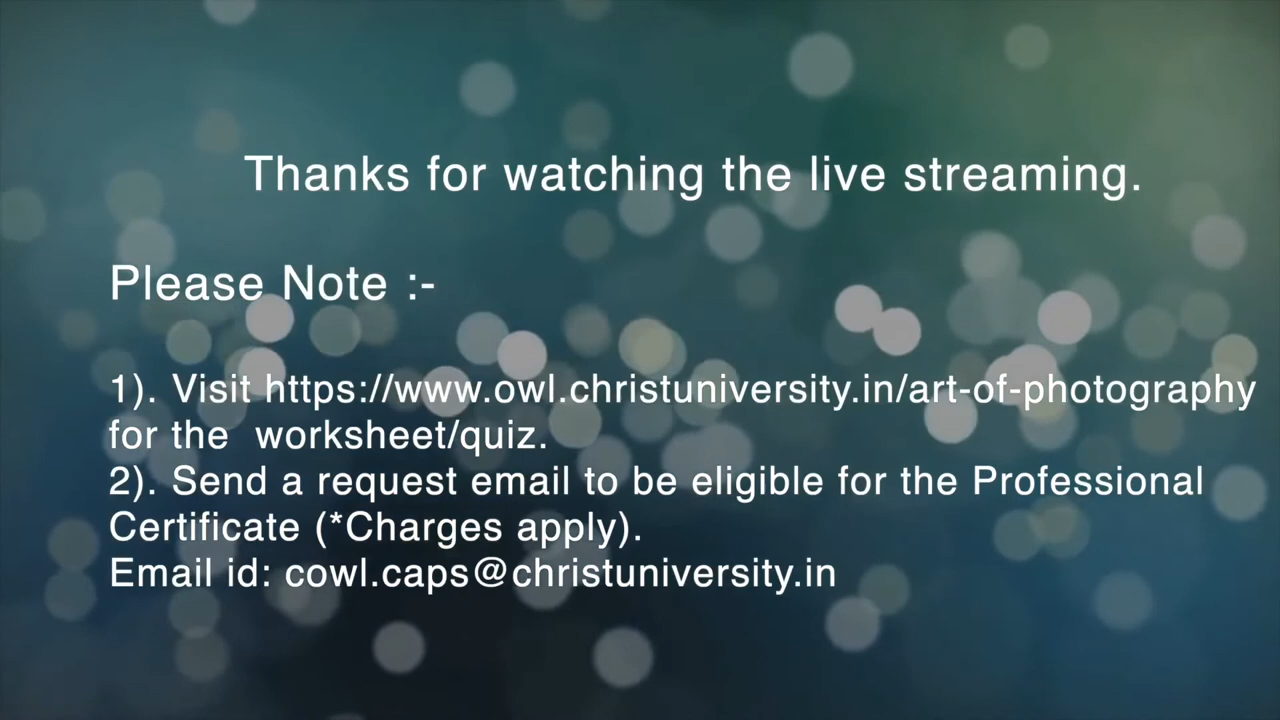 Thanks for watching the live streaming.
Please Note :-
1). Visit https://www.owl.christuniversity.in/art-of-photography
for the  worksheet/quiz.
2). Send a request email to be eligible for the Professional
Certificate (*Charges apply).
Email id: cowl.caps@christuniversity.in